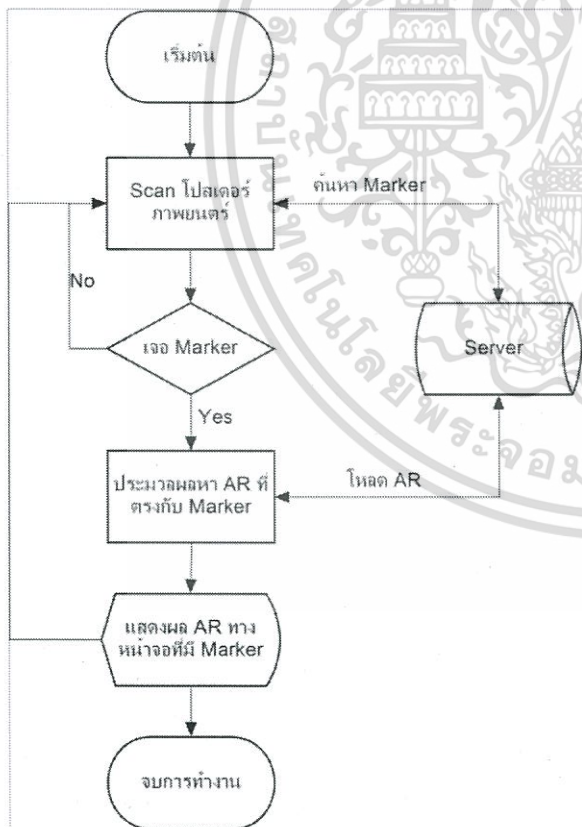 เริ่มต้น
Scan โปสเตอร์
ภาพยนตร์
ค้นหา Marker
No
เจอ Marker
Server
Yes
ประมวลผลหา AR ที่
ตรงกับ Marker
โหลด AR
แสดงผล AR ทาง
หน้าจอที่มี Marker
จบการทำงาน